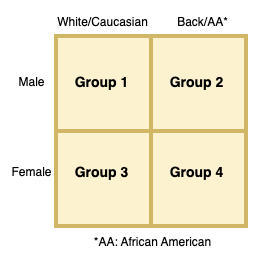 White/Caucasian Back/AA*
Male Group 1 Group 2
Female Group 3 Group 4
*AA: African American